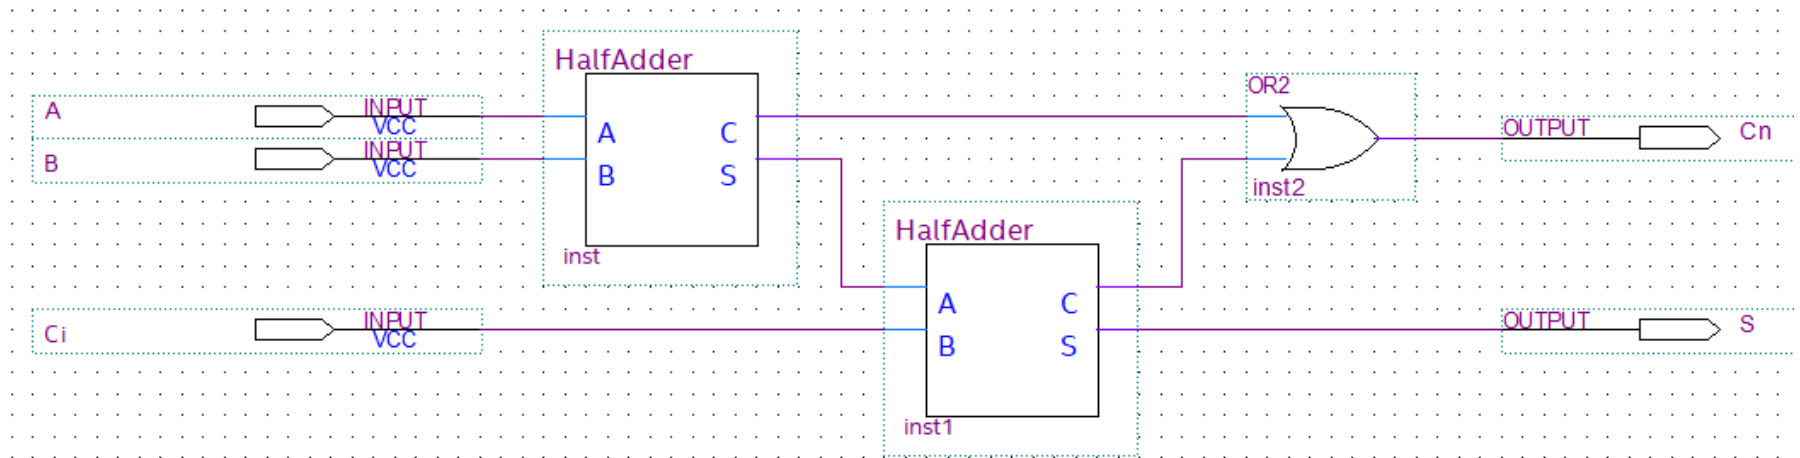 HalfAdder
OR2
A
INPUT
VCC
B
INPUT
VCC
A
C
B
S
OUTPUT
Cn
inst2
HalfAdder
inst
Ci
INPUT
VCC
A
C
B
S
OUTPUT
S
inst1